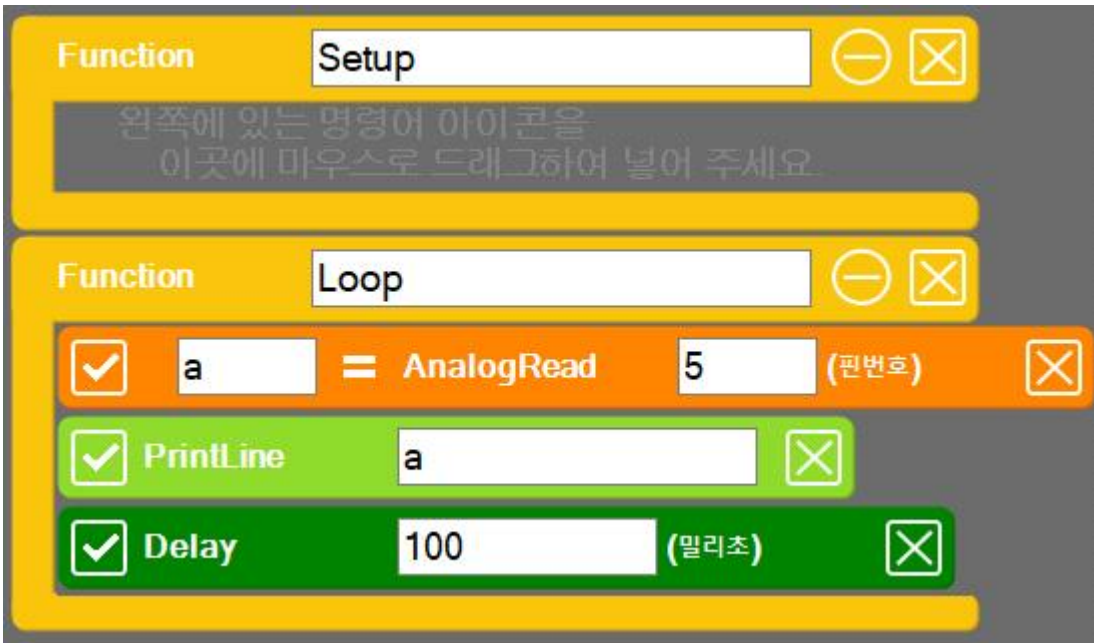 Function Setup
왼쪽에 있는 명령어 아이콘을
이곳에 마우스로 드래그하여 넣어 주세요
Function Loop
a = AnalogRead 5 (핀번호)
PrintLine a
Delay 100 (밀리초)